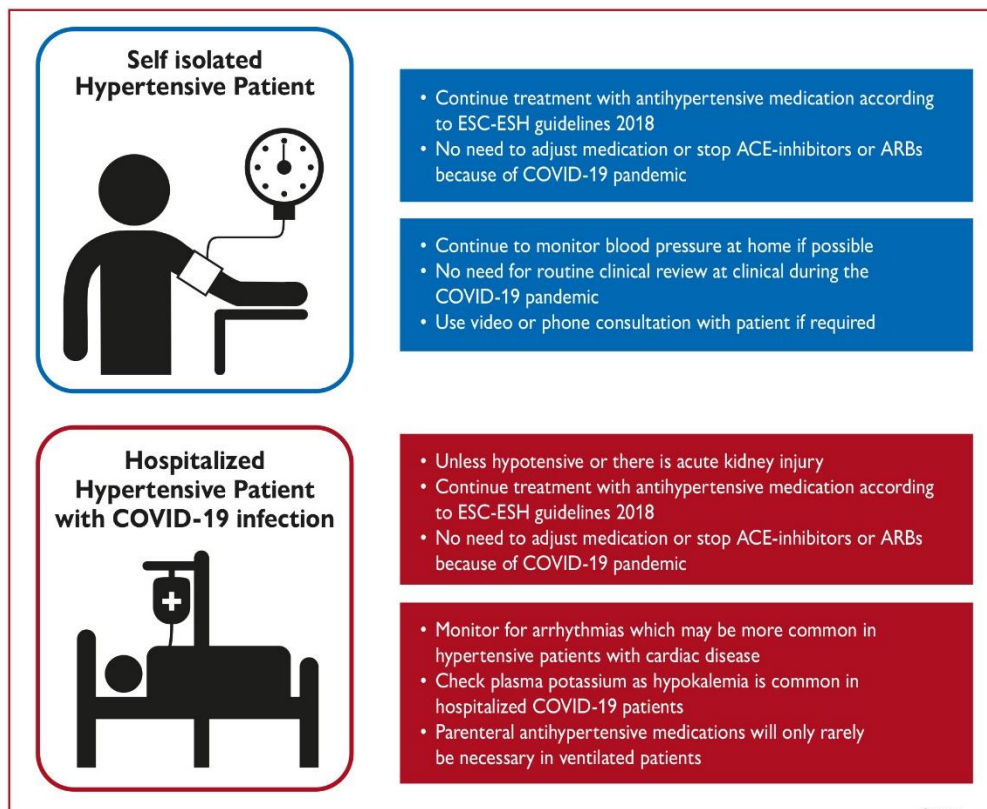 Self isolated
Hypertensive Patient
• Continue treatment with antihypertensive medication according
to ESC-ESH guidelines 2018
• No need to adjust medication or stop ACE-inhibitors or ARBs
because of COVID-19 pandemic
• Continue to monitor blood pressure at home if possible
• No need for routine clinical review at clinical during the
COVID-19 pandemic
• Use video or phone consultation with patient if required
Hospitalized
Hypertensive Patient
with COVID-19 infection
• Unless hypotensive or there is acute kidney injury
• Continue treatment with antihypertensive medication according
to ESC-ESH guidelines 2018
• No need to adjust medication or stop ACE-inhibitors or ARBs
because of COVID-19 pandemic
• Monitor for arrhythmias which may be more common in
hypertensive patients with cardiac disease
• Check plasma potassium as hypokalemia is common in
hospitalized COVID-19 patients
• Parenteral antihypertensive medications will only rarely
be necessary in ventilated patients